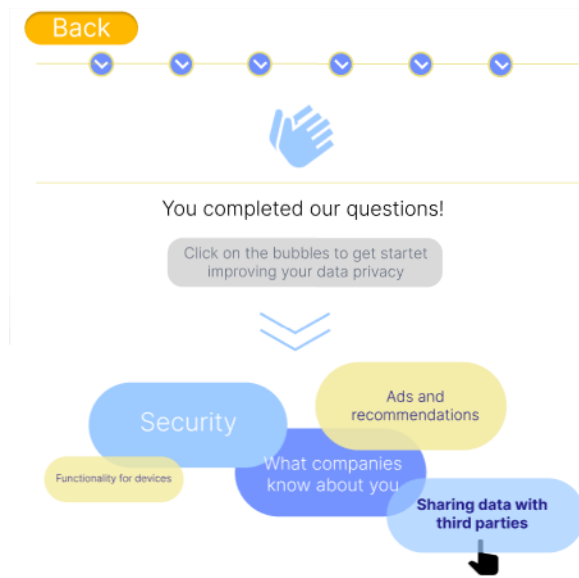 Back
You completed our questions!
Click on the bubbles to get startet
improving your data privacy
Ads and
recommendations
Security
What companies
know about you
Functionality for devices
Sharing data with
third parties